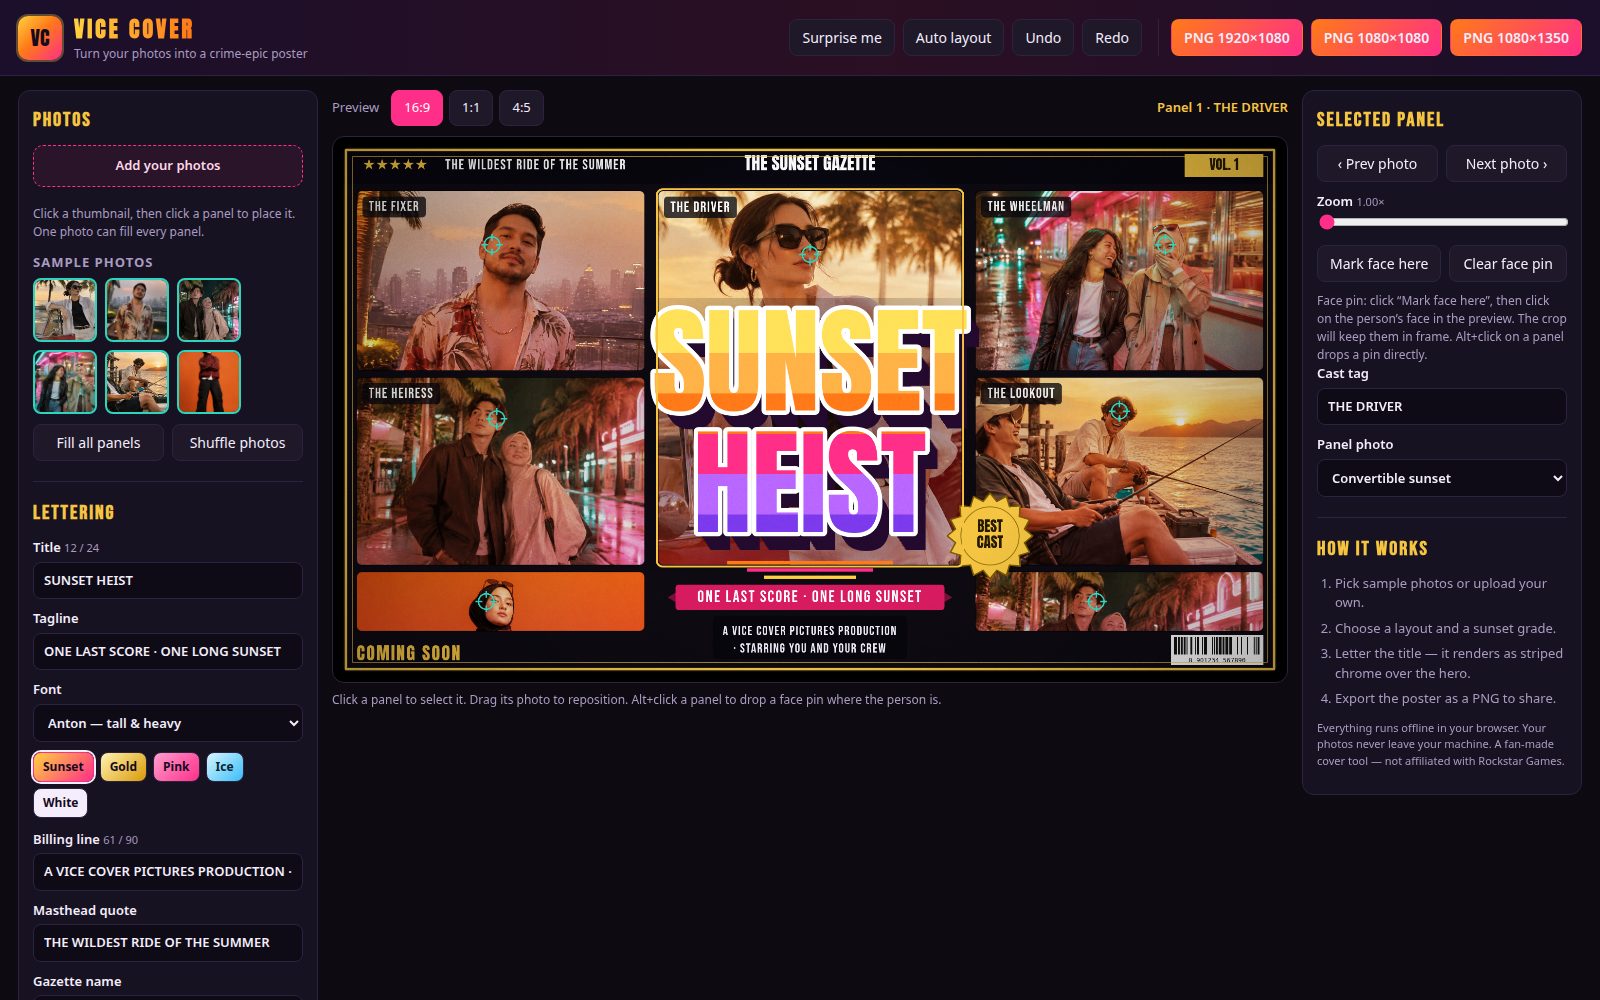 VC
VICE COVER
Turn your photos into a crime-epic poster
Surprise me
Auto layout
Undo
Redo
PNG 1920×1080
PNG 1080×1080
PNG 1080×1350
PHOTOS
Add your photos
Click a thumbnail, then click a panel to place it.
One photo can fill every panel.
SAMPLE PHOTOS
Fill all panels
Shuffle photos
LETTERING
Title 12 / 24
SUNSET HEIST
Tagline
ONE LAST SCORE · ONE LONG SUNSET
Font
Anton — tall & heavy
Sunset
Gold
Pink
Ice
White
Billing line 61 / 90
A VICE COVER PICTURES PRODUCTION ·
Masthead quote
THE WILDEST RIDE OF THE SUMMER
Gazette name
Preview
16:9
1:1
4:5
Panel 1 · THE DRIVER
★★★★★ THE WILDEST RIDE OF THE SUMMER
THE SUNSET GAZETTE
VOL. 1
THE FIXER
THE DRIVER
THE WHEELMAN
SUNSET
HEIST
THE HEIRESS
THE LOOKOUT
BEST
CAST
ONE LAST SCORE · ONE LONG SUNSET
A VICE COVER PICTURES PRODUCTION
· STARRING YOU AND YOUR CREW
COMING SOON
8 901234 567890
Click a panel to select it. Drag its photo to reposition. Alt+click a panel to drop a face pin where the person is.
SELECTED PANEL
‹ Prev photo
Next photo ›
Zoom 1.00×
Mark face here
Clear face pin
Face pin: click “Mark face here”, then click
on the person’s face in the preview. The crop
will keep them in frame. Alt+click on a panel
drops a pin directly.
Cast tag
THE DRIVER
Panel photo
Convertible sunset
HOW IT WORKS
1. Pick sample photos or upload your
own.
2. Choose a layout and a sunset grade.
3. Letter the title — it renders as striped
chrome over the hero.
4. Export the poster as a PNG to share.
Everything runs offline in your browser. Your
photos never leave your machine. A fan-made
cover tool — not affiliated with Rockstar Games.